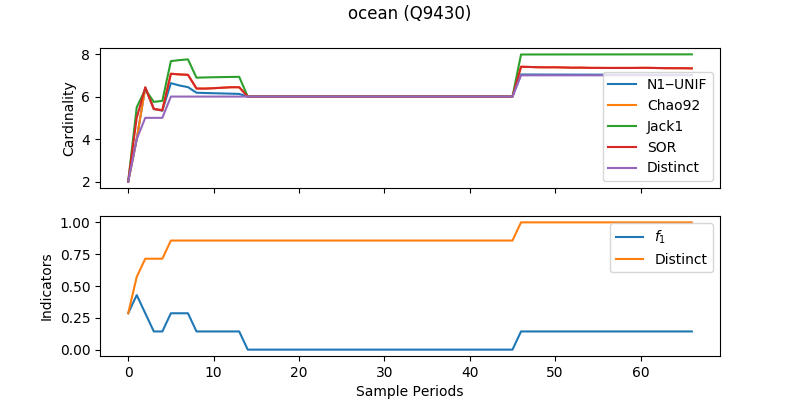 ocean (Q9430)
Cardinality
8
6
4
2
N1−UNIF
Chao92
Jack1
SOR
Distinct
Indicators
1.00
0.75
0.50
0.25
0.00
f₁
Distinct
0 10 20 30 40 50 60
Sample Periods